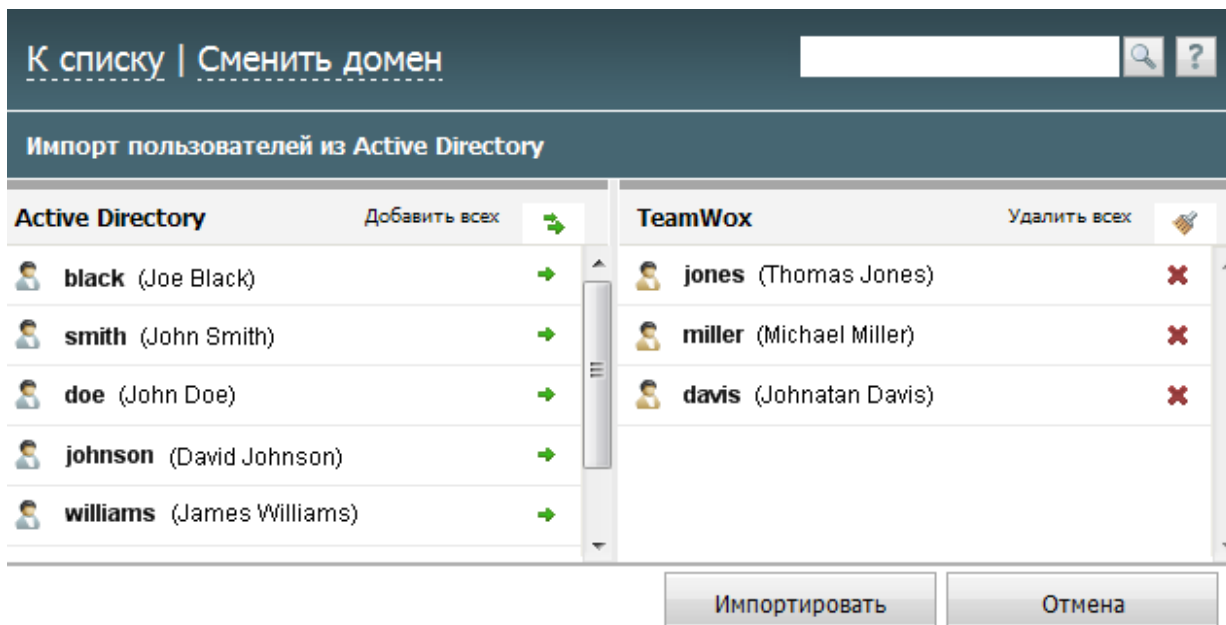 К списку | Сменить домен
?
Импорт пользователей из Active Directory
Active Directory Добавить всех
black (Joe Black)
smith (John Smith)
doe (John Doe)
johnson (David Johnson)
williams (James Williams)
TeamWox Удалить всех
jones (Thomas Jones)
miller (Michael Miller)
davis (Johnatan Davis)
Импортировать Отмена